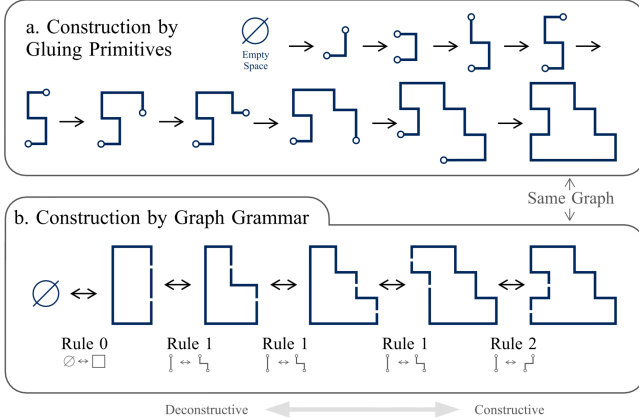 a. Construction by
Gluing Primitives
Empty
Space
Same Graph
b. Construction by Graph Grammar
Rule 0
Rule 1
Rule 1
Rule 1
Rule 2
Deconstructive
Constructive